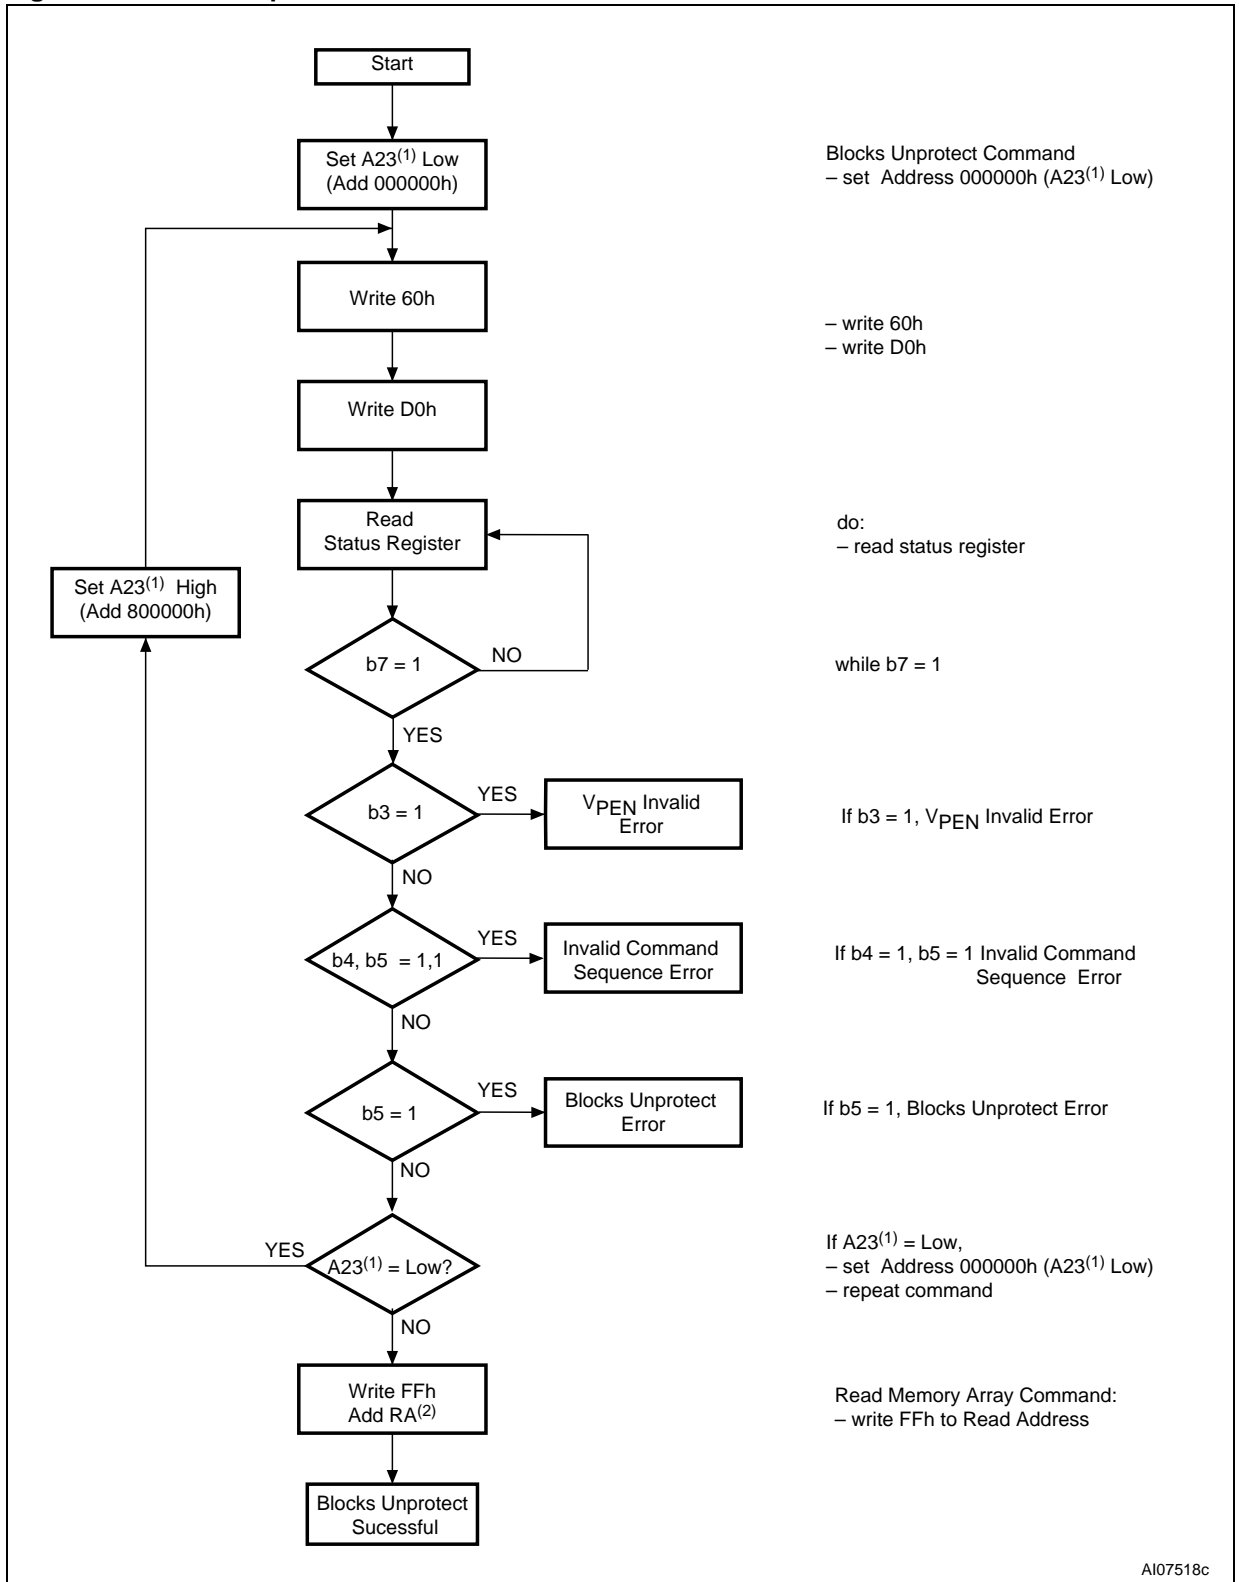 Start
Set A23(1) Low
(Add 000000h)
Blocks Unprotect Command
– set Address 000000h (A23(1) Low)
Write 60h
– write 60h
– write D0h
Write D0h
Read
Status Register
do:
– read status register
Set A23(1) High
(Add 800000h)
b7 = 1
NO
while b7 = 1
YES
b3 = 1
YES
VPEN Invalid
Error
If b3 = 1, VPEN Invalid Error
NO
b4, b5 = 1,1
YES
Invalid Command
Sequence Error
If b4 = 1, b5 = 1 Invalid Command
Sequence Error
NO
b5 = 1
YES
Blocks Unprotect
Error
If b5 = 1, Blocks Unprotect Error
NO
YES
A23(1) = Low?
If A23(1) = Low,
– set Address 000000h (A23(1) Low)
– repeat command
NO
Write FFh
Add RA(2)
Read Memory Array Command:
– write FFh to Read Address
Blocks Unprotect
Sucessful
AI07518c